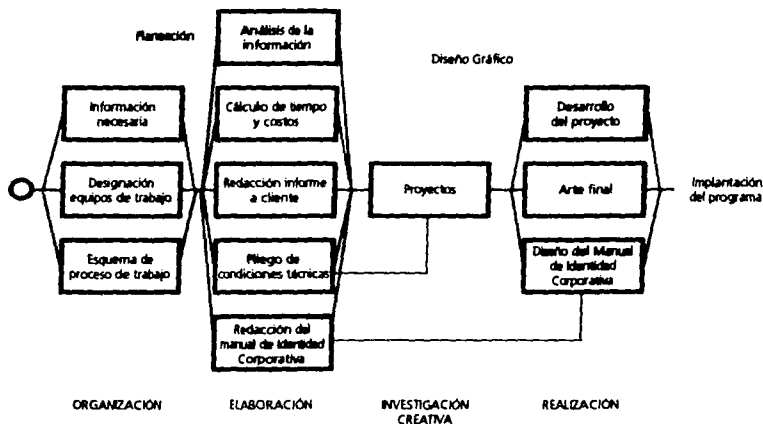 Planeación
Análisis de la
información
Diseño Gráfico
Información
necesaria
Cálculo de tiempo
y costos
Desarrollo
del proyecto
Designación
equipos de trabajo
Redacción informe
a cliente
Proyectos
Arte final
Implantación
del programa
Esquema de
proceso de trabajo
Pliego de
condiciones técnicas
Diseño del Manual
de Identidad
Corporativa
Redacción del
manual de Identidad
Corporativa
ORGANIZACIÓN
ELABORACIÓN
INVESTIGACIÓN
CREATIVA
REALIZACIÓN